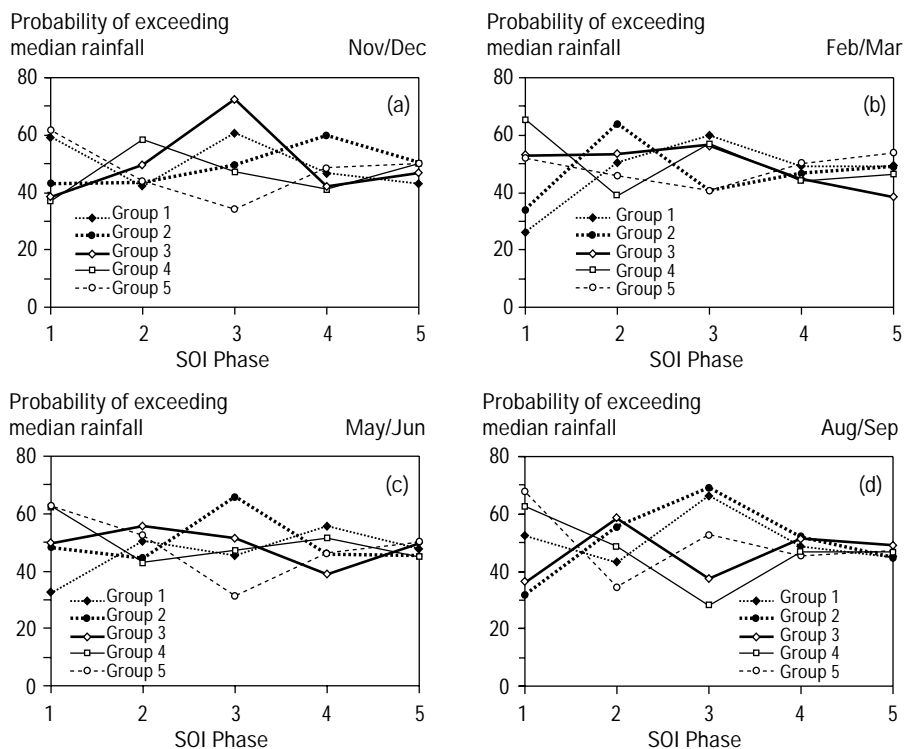 Probability of exceeding
median rainfall
Nov/Dec
80
60
40
20
0
(a)
Group 1
Group 2
Group 3
Group 4
Group 5
1 2 3 4 5
SOI Phase
Probability of exceeding
median rainfall
Feb/Mar
80
60
40
20
0
(b)
Group 1
Group 2
Group 3
Group 4
Group 5
1 2 3 4 5
SOI Phase
Probability of exceeding
median rainfall
May/Jun
80
60
40
20
0
(c)
Group 1
Group 2
Group 3
Group 4
Group 5
1 2 3 4 5
SOI Phase
Probability of exceeding
median rainfall
Aug/Sep
80
60
40
20
0
(d)
Group 1
Group 2
Group 3
Group 4
Group 5
1 2 3 4 5
SOI Phase